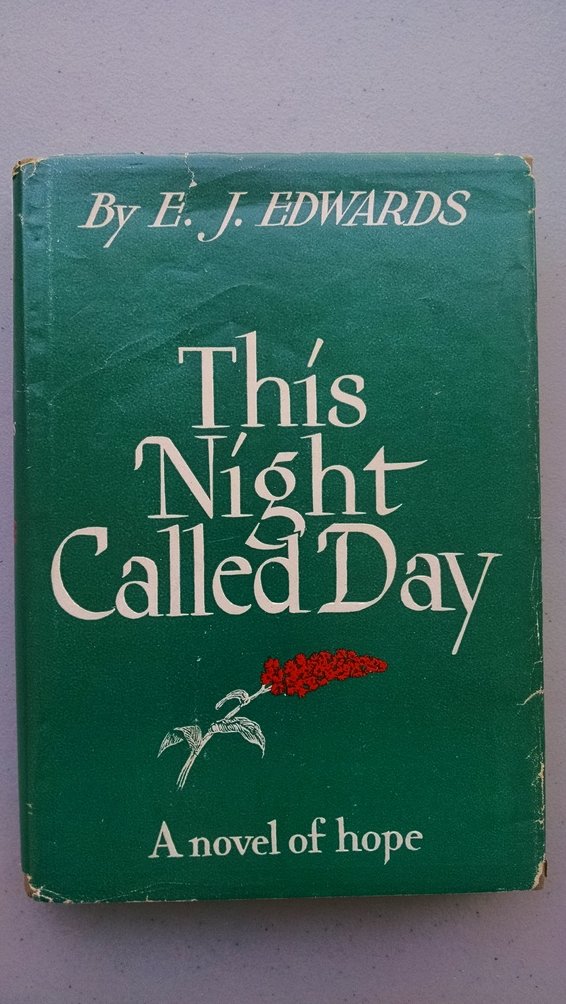 By E. J. EDWARDS
This
Night
Called Day
A novel of hope